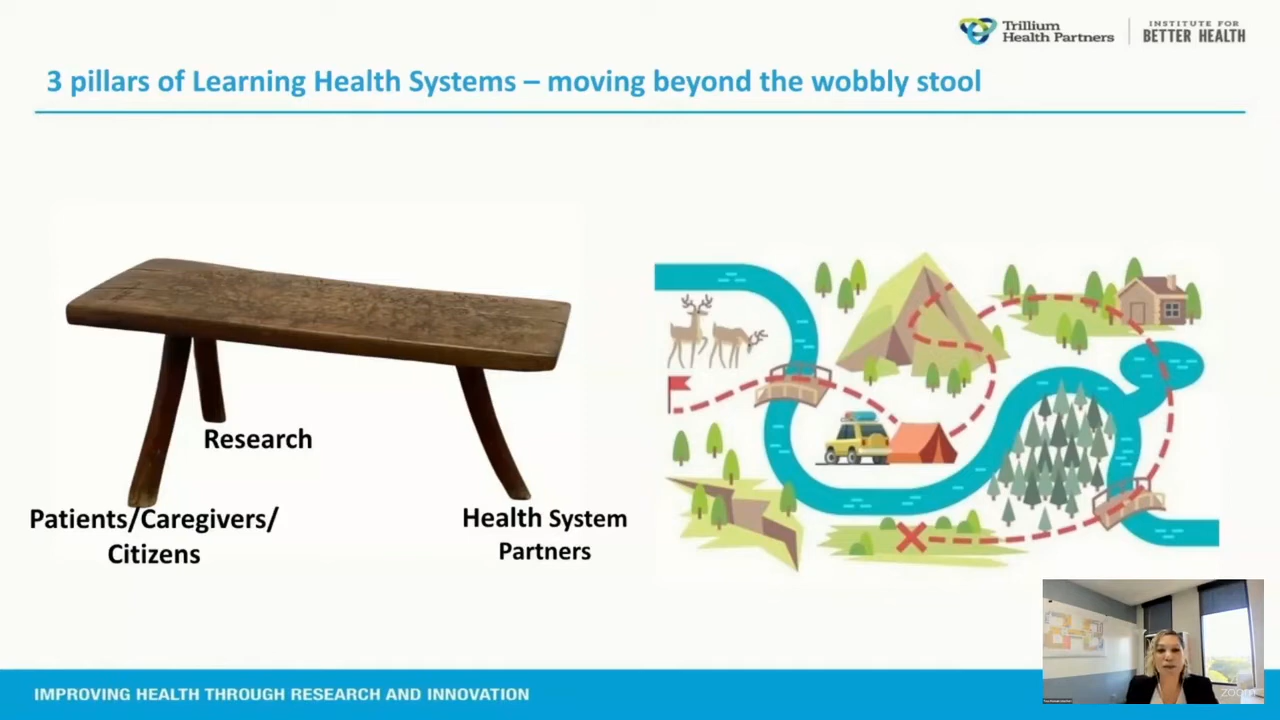 Trillium
Health Partners
INSTITUTE FOR
BETTER HEALTH
3 pillars of Learning Health Systems – moving beyond the wobbly stool
Research
Patients/Caregivers/
Citizens
Health System
Partners
zoom
IMPROVING HEALTH THROUGH RESEARCH AND INNOVATION